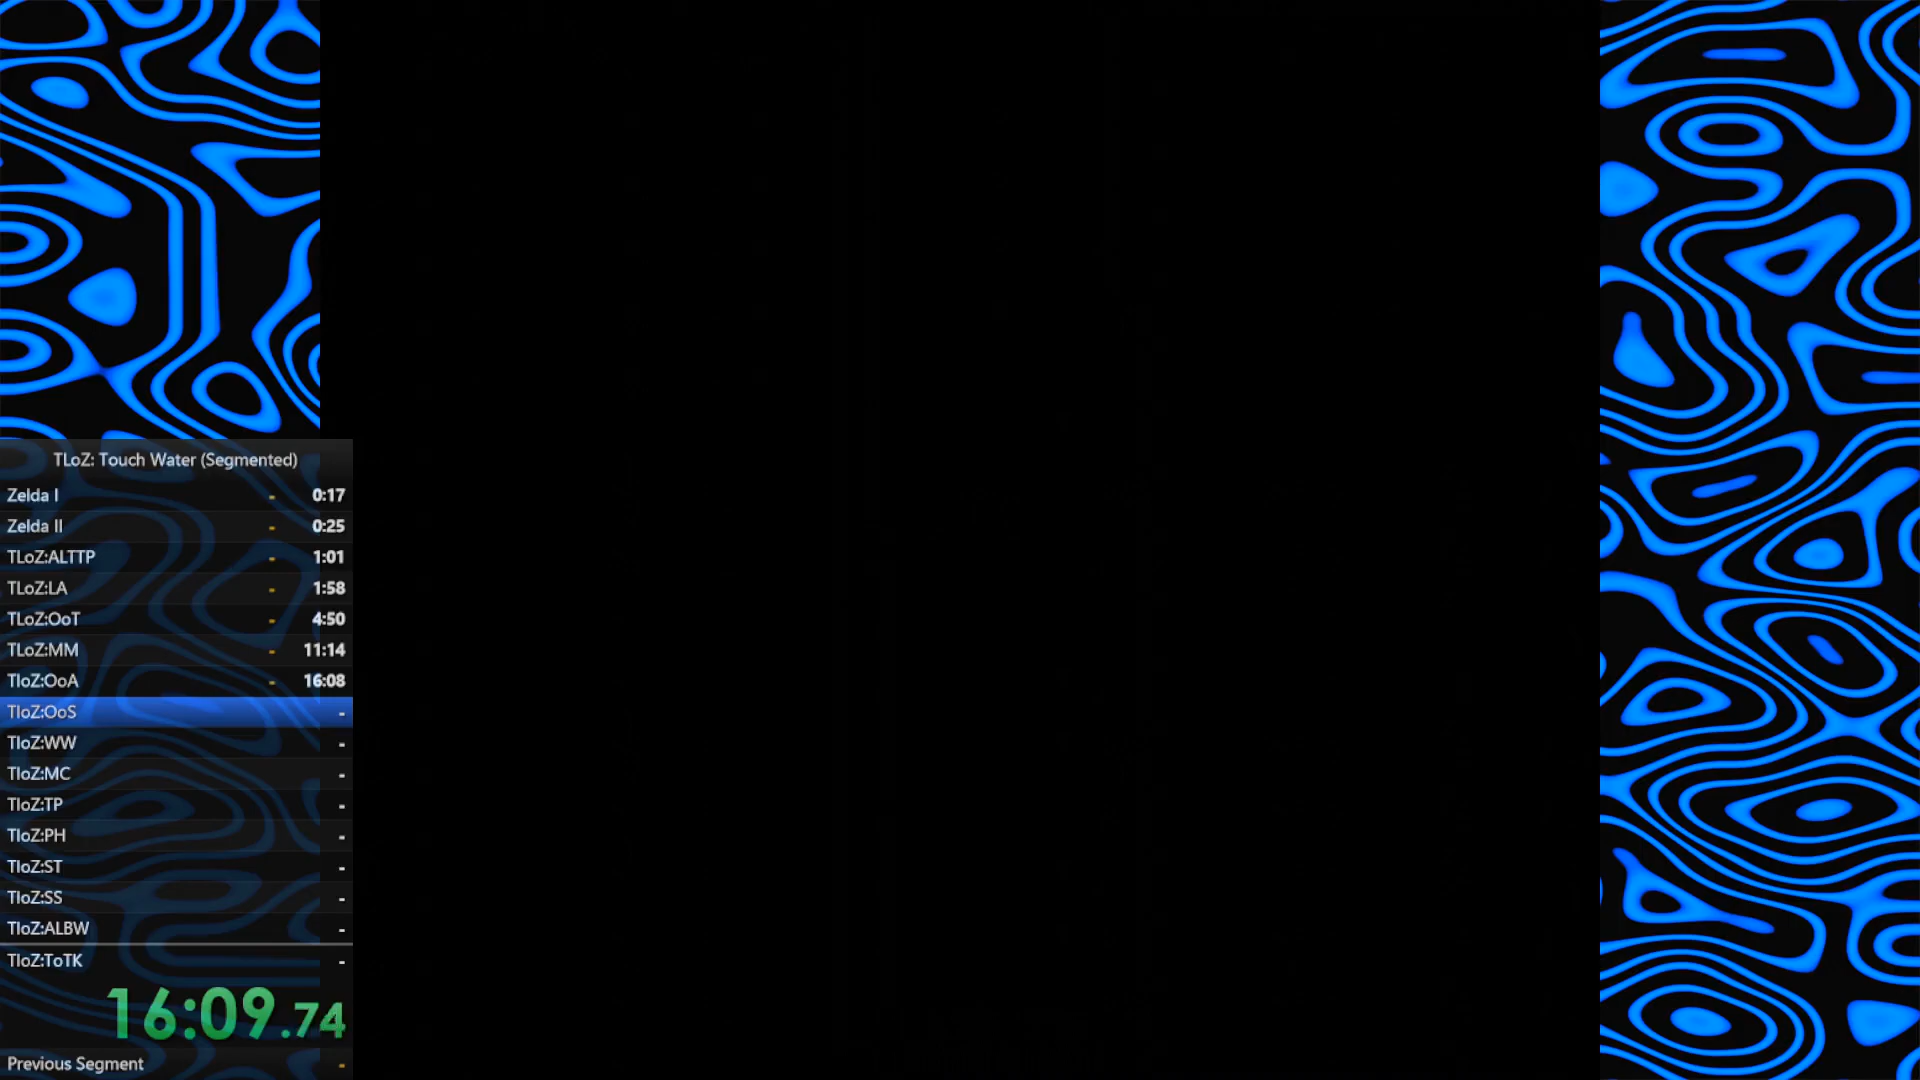 TLoZ: Touch Water (Segmented)
Zelda I - 0:17
Zelda II - 0:25
TLoZ:ALTTP - 1:01
TLoZ:LA - 1:58
TLoZ:OoT - 4:50
TLoZ:MM - 11:14
TloZ:OoA - 16:08
TloZ:OoS -
TloZ:WW -
TloZ:MC -
TloZ:TP -
TloZ:PH -
TloZ:ST -
TloZ:SS -
TloZ:ALBW -
TloZ:ToTK -
16:09.74
Previous Segment -